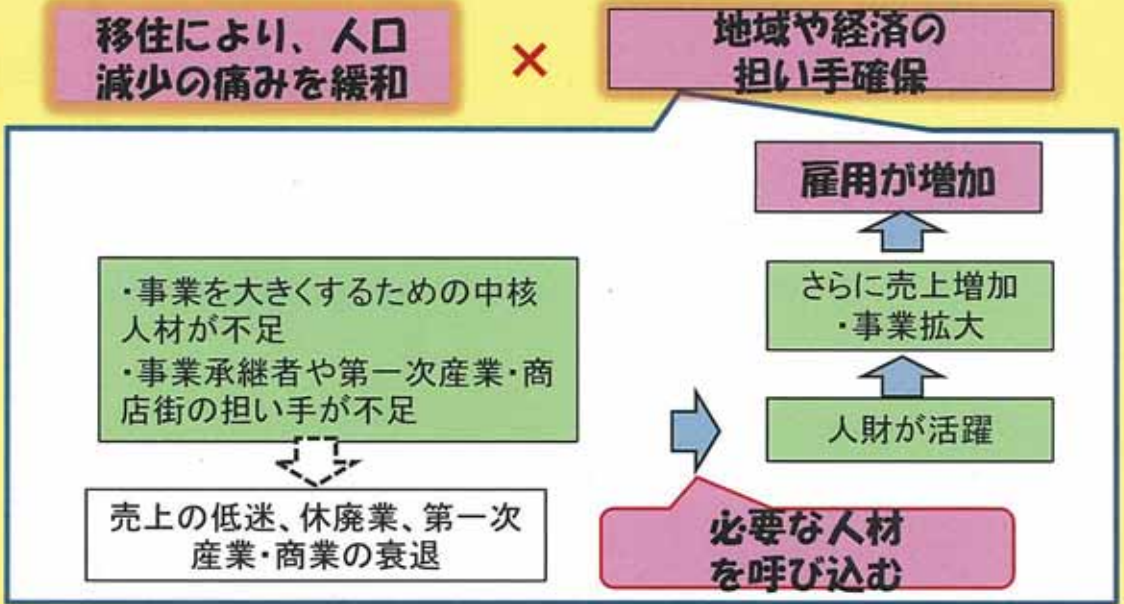 移住により、人口
減少の痛みを緩和
×
地域や経済の
担い手確保
・事業を大きくするための中核
人材が不足
・事業承継者や第一次産業・商
店街の担い手が不足
売上の低迷、休廃業、第一次
産業・商業の衰退
必要な人材
を呼び込む
人財が活躍
さらに売上増加
・事業拡大
雇用が増加